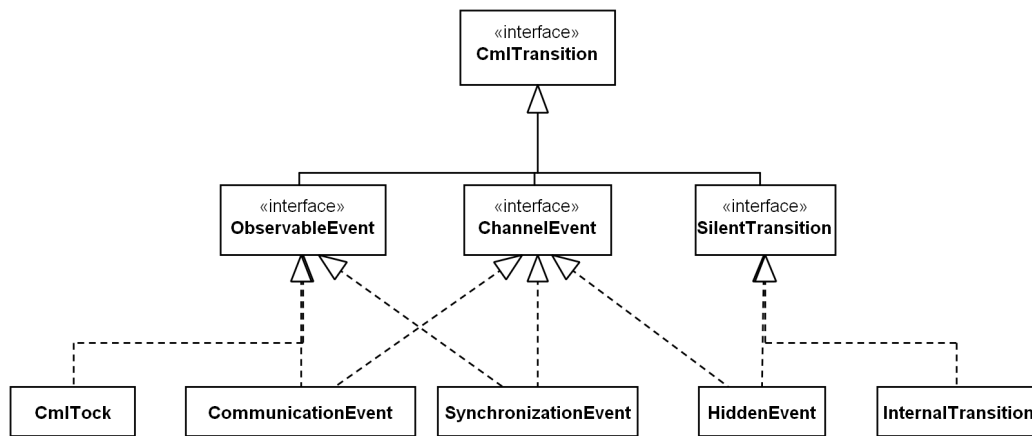 «interface»
CmlTransition
«interface»
ObservableEvent
«interface»
ChannelEvent
«interface»
SilentTransition
CmlTock
CommunicationEvent
SynchronizationEvent
HiddenEvent
InternalTransition